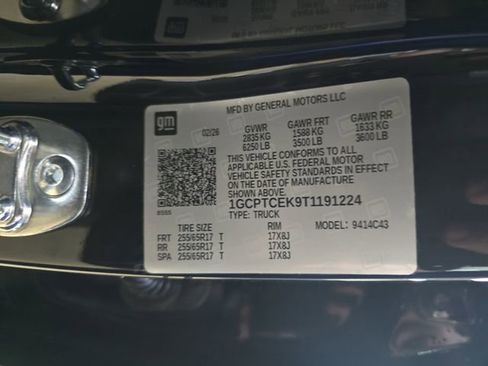 gm
MFD BY GENERAL MOTORS LLC
02/26 GVWR GAWR FRT GAWR RR
2835 KG 1588 KG 1633 KG
6250 LB 3500 LB 3600 LB
THIS VEHICLE CONFORMS TO ALL
APPLICABLE U.S. FEDERAL MOTOR
VEHICLE SAFETY STANDARDS IN EFFECT
ON THE DATE OF MANUFACTURE
SHOWN ABOVE.
1GCPTCEK9T1191224
TYPE: TRUCK
MODEL: 9414C43
TIRE SIZE RIM
FRT 255/65R17 T 17X8J
RR 255/65R17 T 17X8J
SPA 255/65R17 T 17X8J